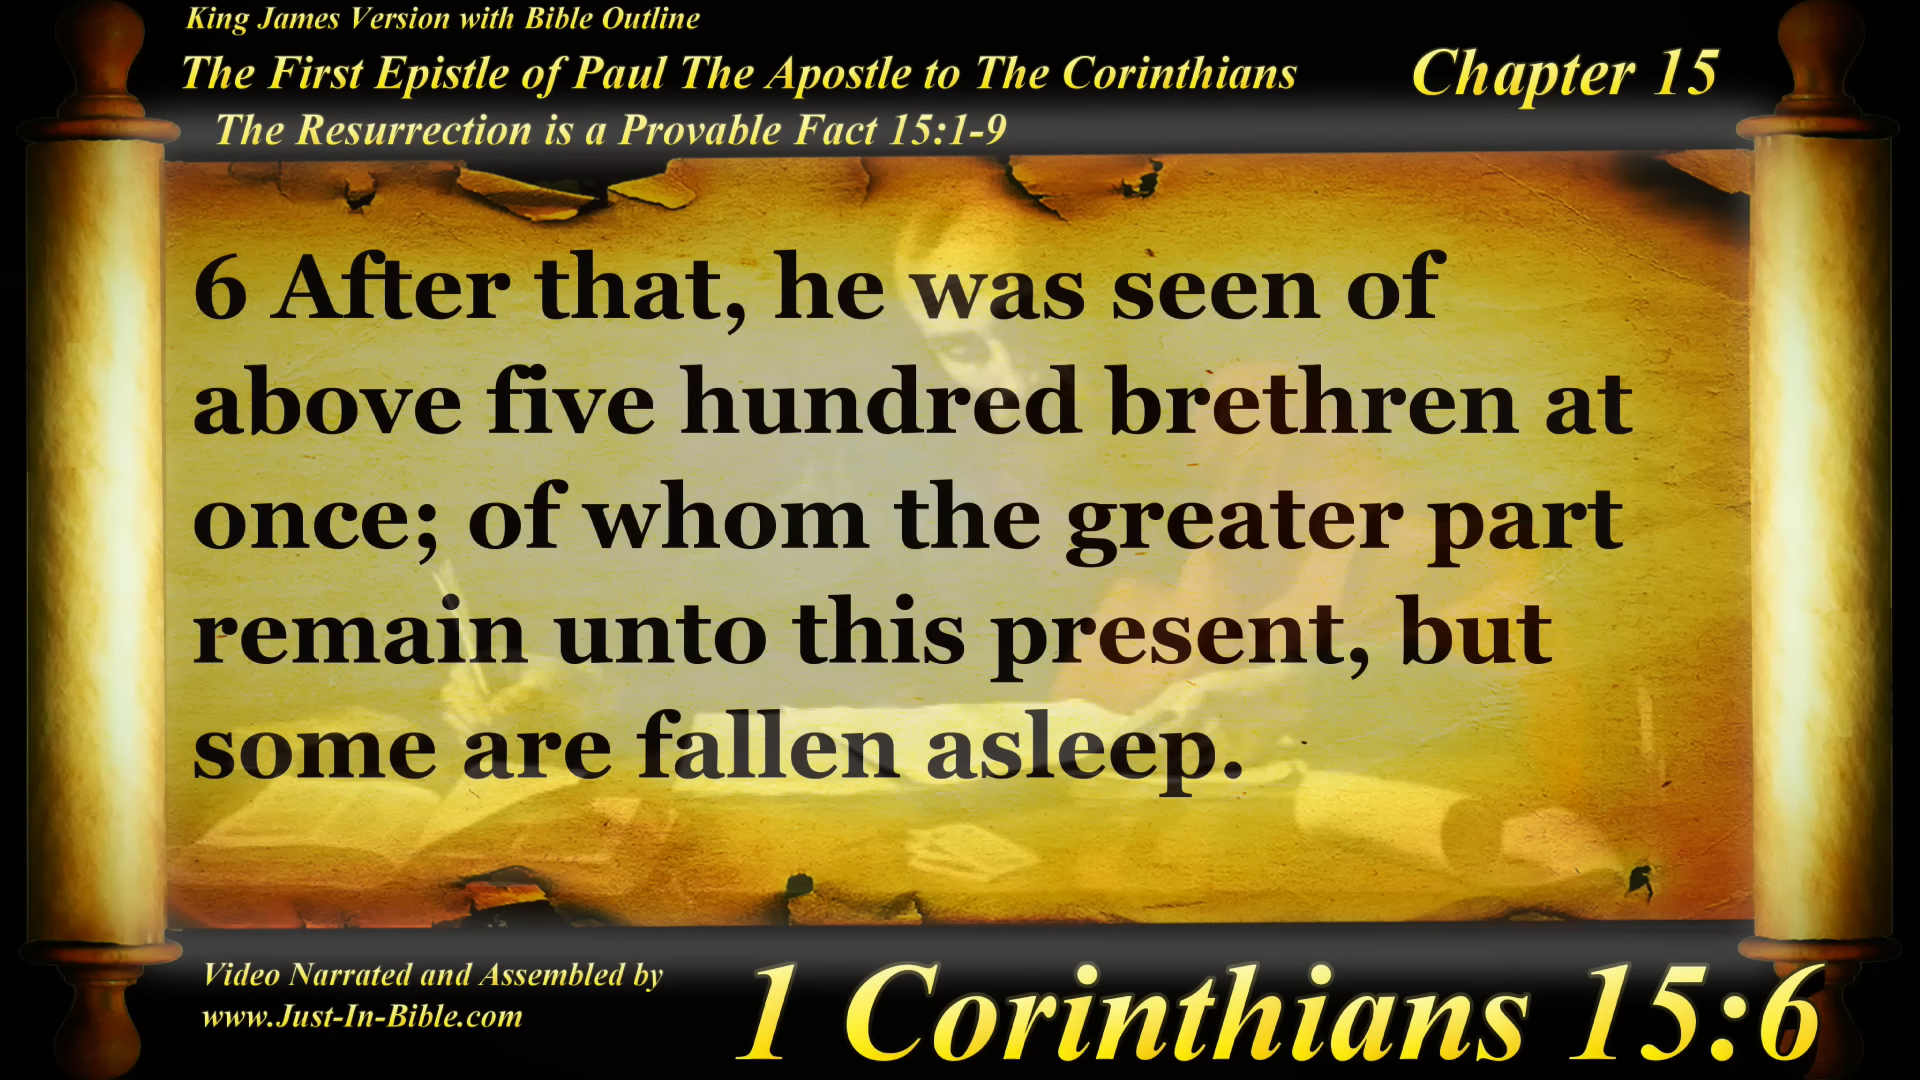 King James Version with Bible Outline
The First Epistle of Paul The Apostle to The Corinthians
Chapter 15
The Resurrection is a Provable Fact 15:1-9
6 After that, he was seen of
above five hundred brethren at
once; of whom the greater part
remain unto this present, but
some are fallen asleep.
Video Narrated and Assembled by
www.Just-In-Bible.com
1 Corinthians 15:6